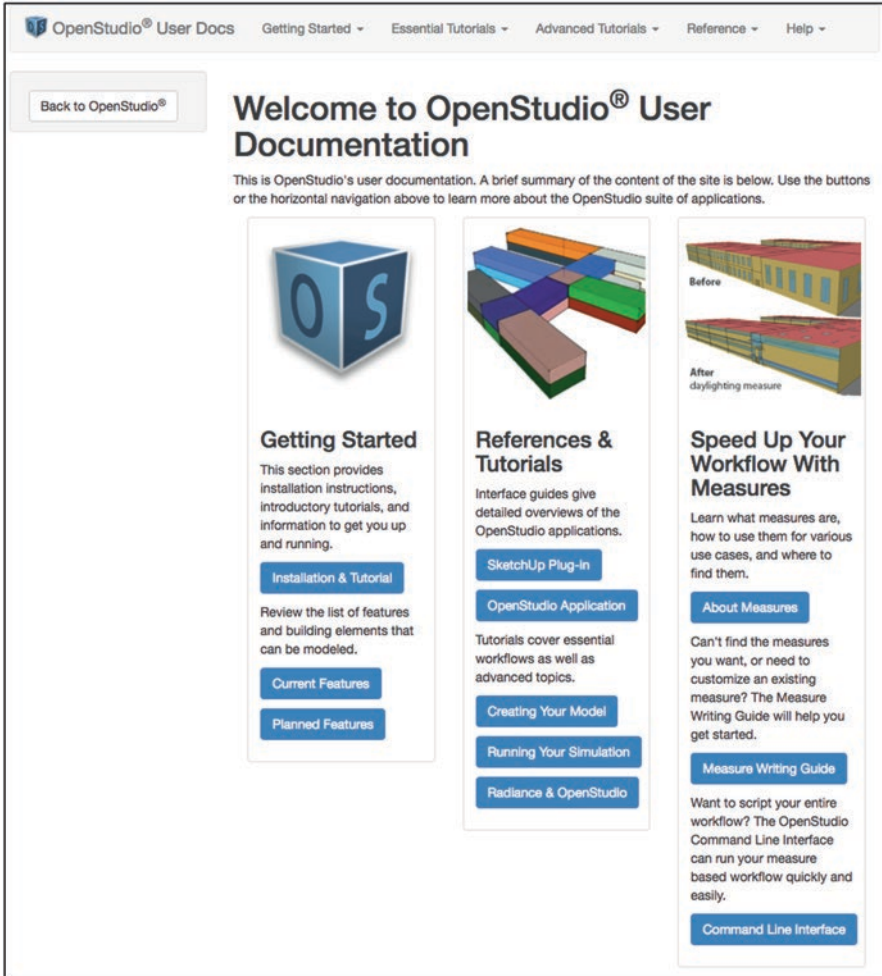 OpenStudio® User Docs Getting Started Essential Tutorials Advanced Tutorials Reference Help
Back to OpenStudio®
Welcome to OpenStudio® User
Documentation
This is OpenStudio's user documentation. A brief summary of the content of the site is below. Use the buttons
or the horizontal navigation above to learn more about the OpenStudio suite of applications.
OS
Getting Started
This section provides
installation instructions,
introductory tutorials, and
information to get you up
and running.
Installation & Tutorial
Review the list of features
and building elements that
can be modeled.
Current Features
Planned Features
References &
Tutorials
Interface guides give
detailed overviews of the
OpenStudio applications.
SketchUp Plug-in
OpenStudio Application
Tutorials cover essential
workflows as well as
advanced topics.
Creating Your Model
Running Your Simulation
Radiance & OpenStudio
Before
After
daylighting measure
Speed Up Your
Workflow With
Measures
Learn what measures are,
how to use them for various
use cases, and where to
find them.
About Measures
Can't find the measures
you want, or need to
customize an existing
measure? The Measure
Writing Guide will help you
get started.
Measure Writing Guide
Want to script your entire
workflow? The OpenStudio
Command Line Interface
can run your measure
based workflow quickly and
easily.
Command Line Interface